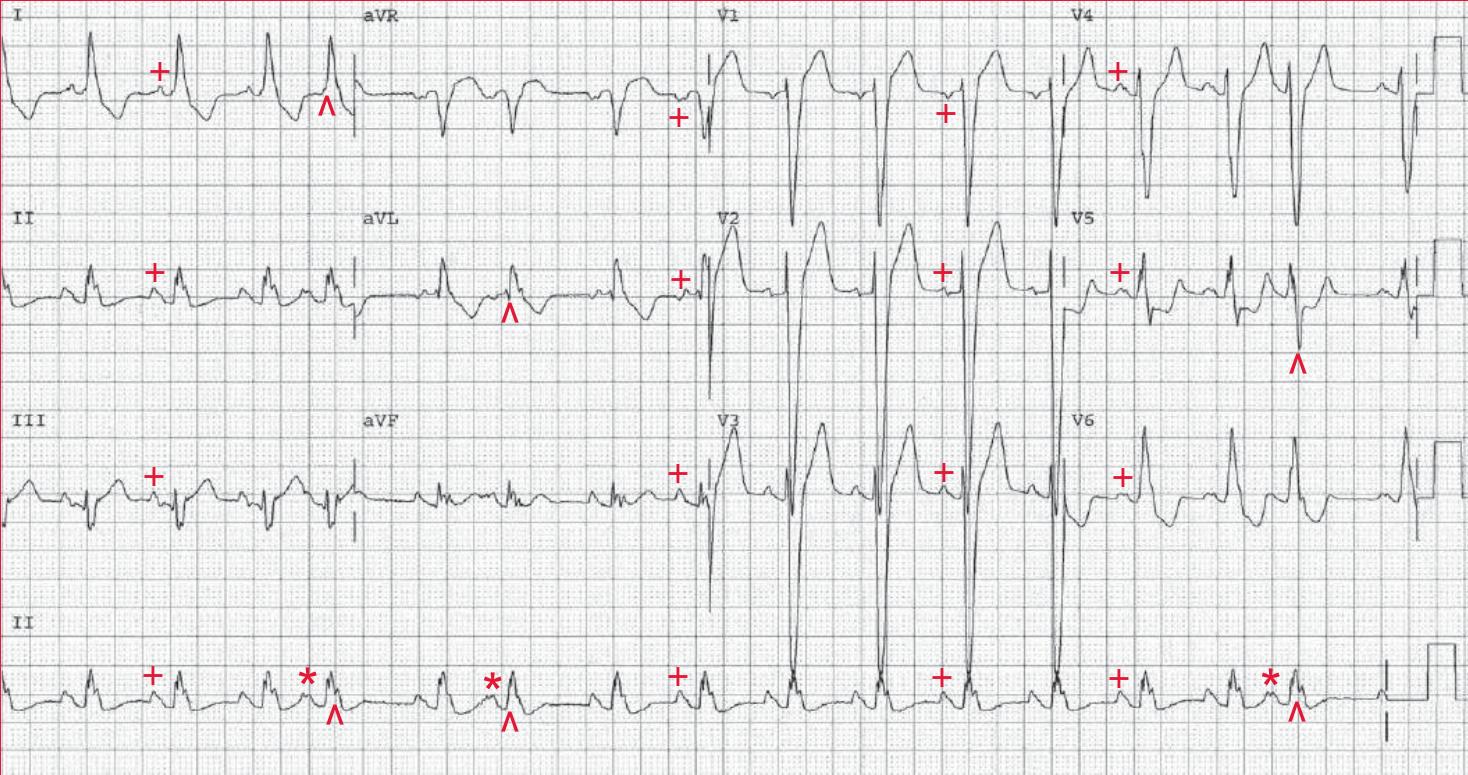 I aVR V1 V4
+ + + + ^
II aVL V2 V5
+ + + + ^ ^
III aVF V3 V6
+ + + +
II
+ * * + + + *
^ ^ ^